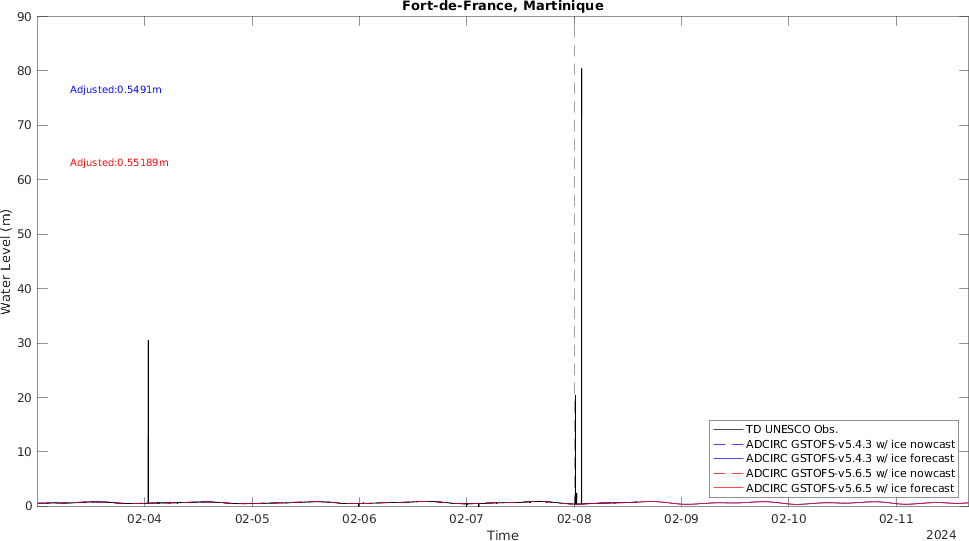 Fort-de-France, Martinique
90
80
70
60
50
40
30
20
10
0
Water Level (m)
Adjusted:0.5491m
Adjusted:0.55189m
TD UNESCO Obs.
ADCIRC GSTOFS-v5.4.3 w/ ice nowcast
ADCIRC GSTOFS-v5.4.3 w/ ice forecast
ADCIRC GSTOFS-v5.6.5 w/ ice nowcast
ADCIRC GSTOFS-v5.6.5 w/ ice forecast
02-04 02-05 02-06 02-07 02-08 02-09 02-10 02-11
Time
2024